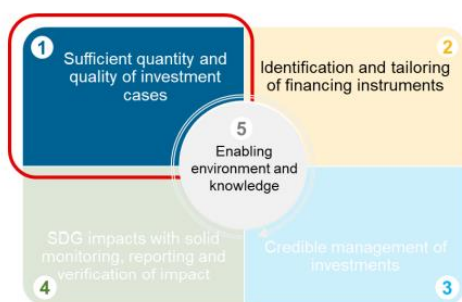 1
Sufficient quantity and
quality of investment
cases
2
Identification and tailoring
of financing instruments
5
Enabling
environment and
knowledge
SDG impacts with solid
monitoring, reporting and
verification of impact
4
Credible management of
investments
3